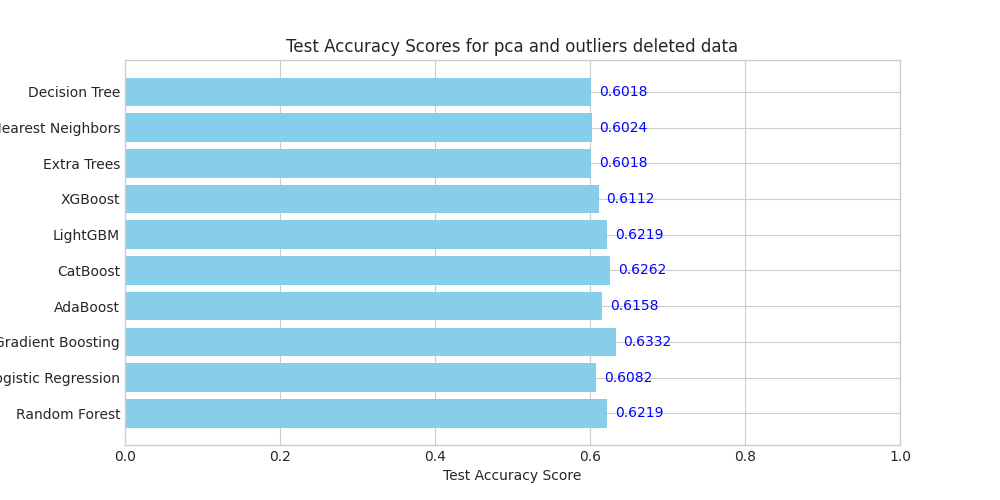 Test Accuracy Scores for pca and outliers deleted data
Decision Tree 0.6018
Nearest Neighbors 0.6024
Extra Trees 0.6018
XGBoost 0.6112
LightGBM 0.6219
CatBoost 0.6262
AdaBoost 0.6158
Gradient Boosting 0.6332
ogistic Regression 0.6082
Random Forest 0.6219
0.0 0.2 0.4 0.6 0.8 1.0
Test Accuracy Score